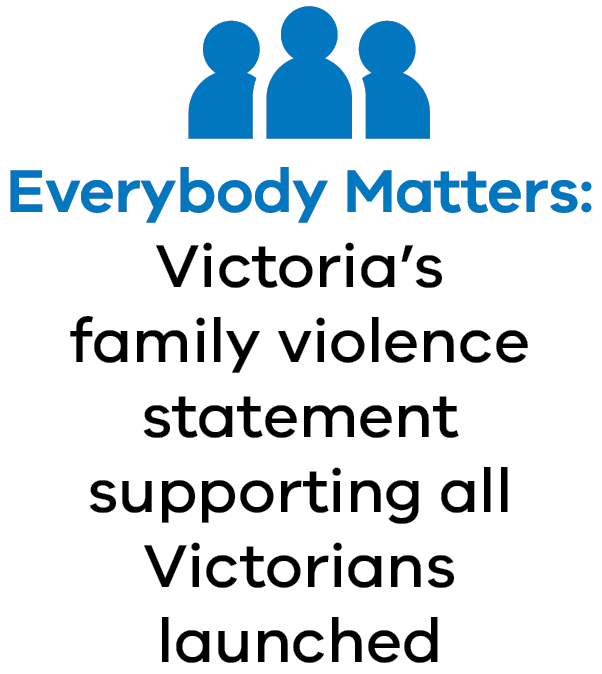 Everybody Matters:
Victoria’s
family violence
statement
supporting all
Victorians
launched